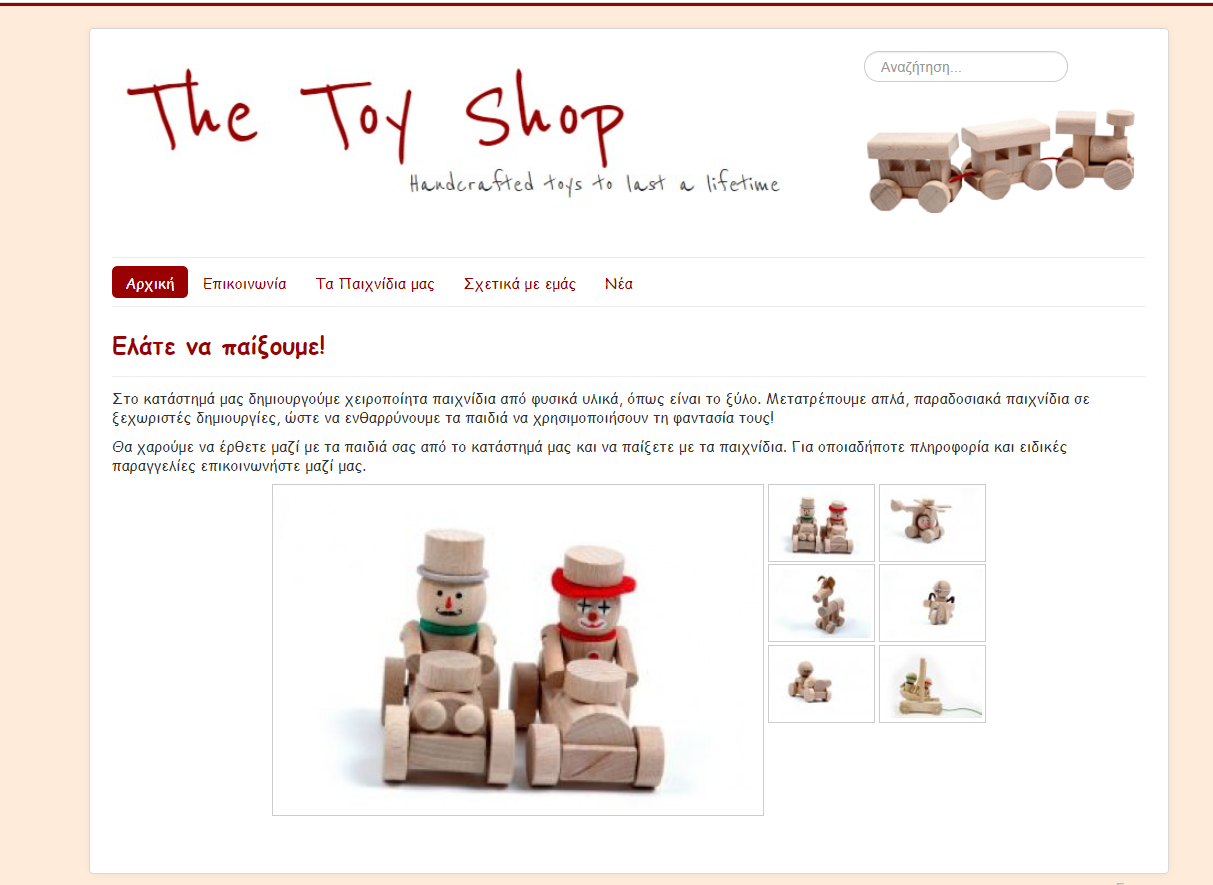 The Toy Shop
Handcrafted toys to last a lifetime
Αναζήτηση...
Αρχική
Επικοινωνία
Τα Παιχνίδια μας
Σχετικά με εμάς
Νέα
Ελάτε να παίξουμε!
Στο κατάστημά μας δημιουργούμε χειροποίητα παιχνίδια από φυσικά υλικά, όπως είναι το ξύλο. Μετατρέπουμε απλά, παραδοσιακά παιχνίδια σε
ξεχωριστές δημιουργίες, ώστε να ενθαρρύνουμε τα παιδιά να χρησιμοποιήσουν τη φαντασία τους!
Θα χαρούμε να έρθετε μαζί με τα παιδιά σας από το κατάστημά μας και να παίξετε με τα παιχνίδια. Για οποιαδήποτε πληροφορία και ειδικές
παραγγελίες επικοινωνήστε μαζί μας.